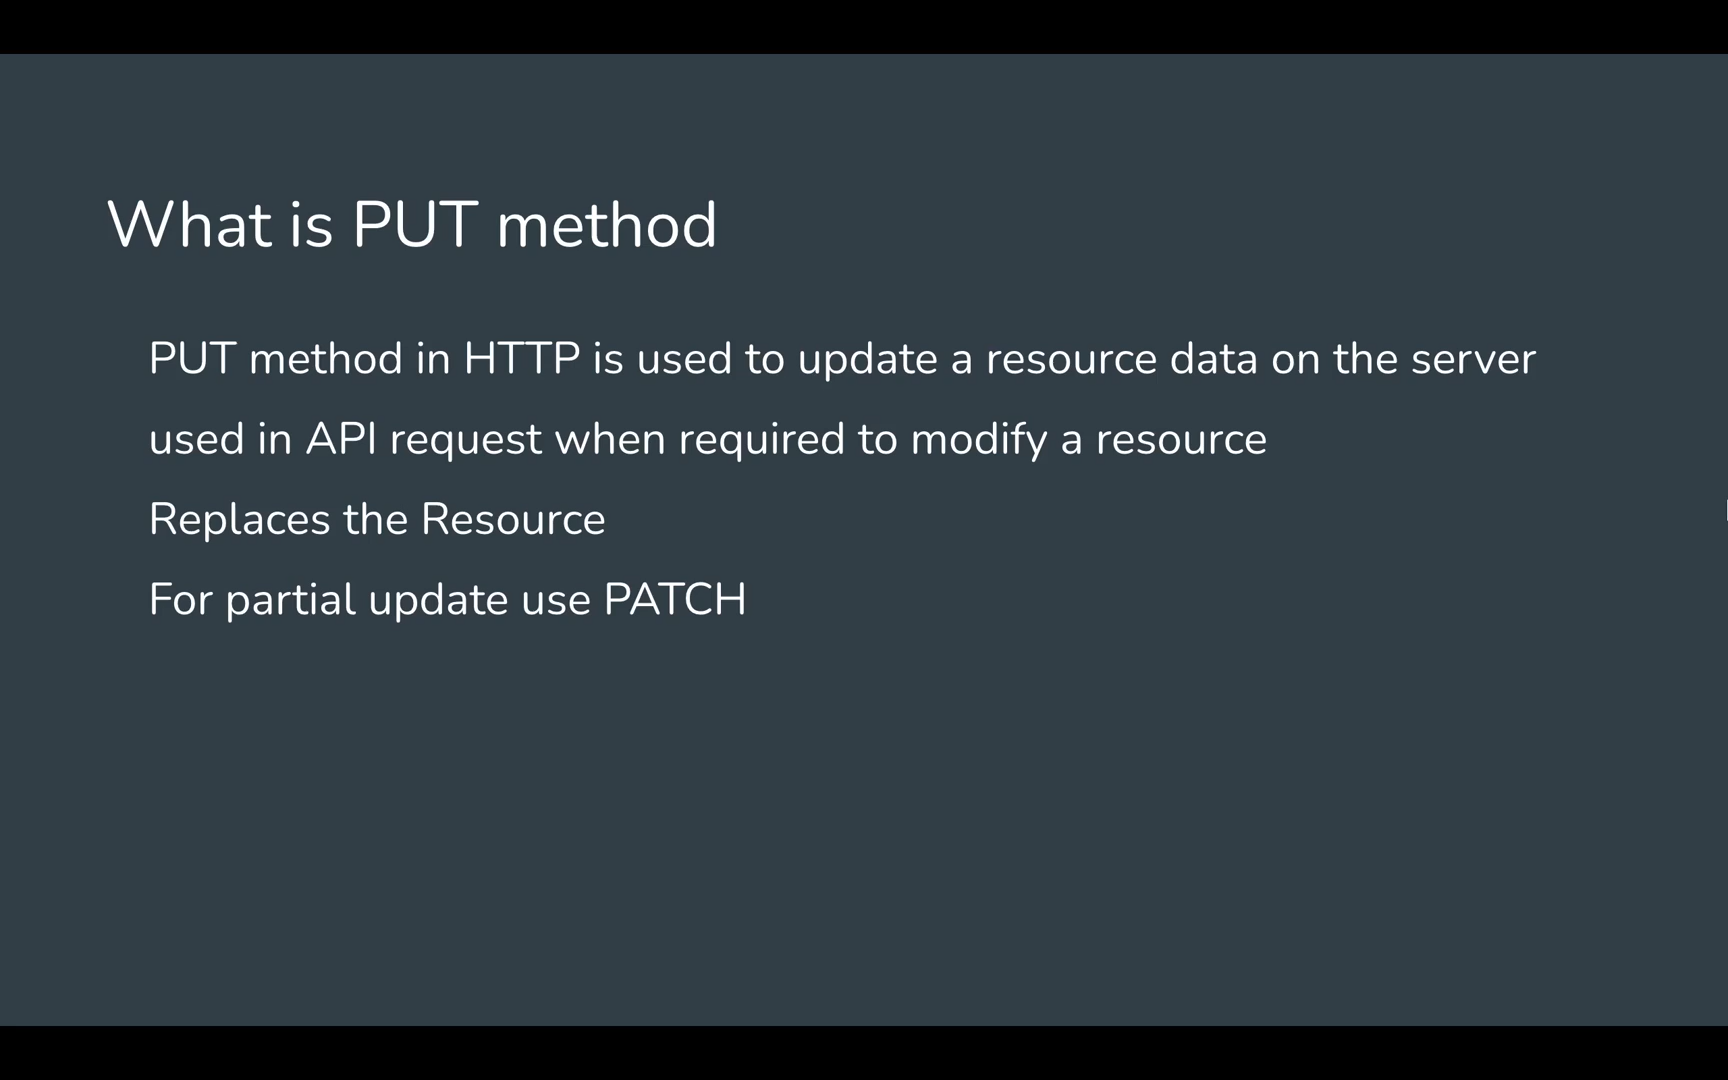 What is PUT method
PUT method in HTTP is used to update a resource data on the server
used in API request when required to modify a resource
Replaces the Resource
For partial update use PATCH